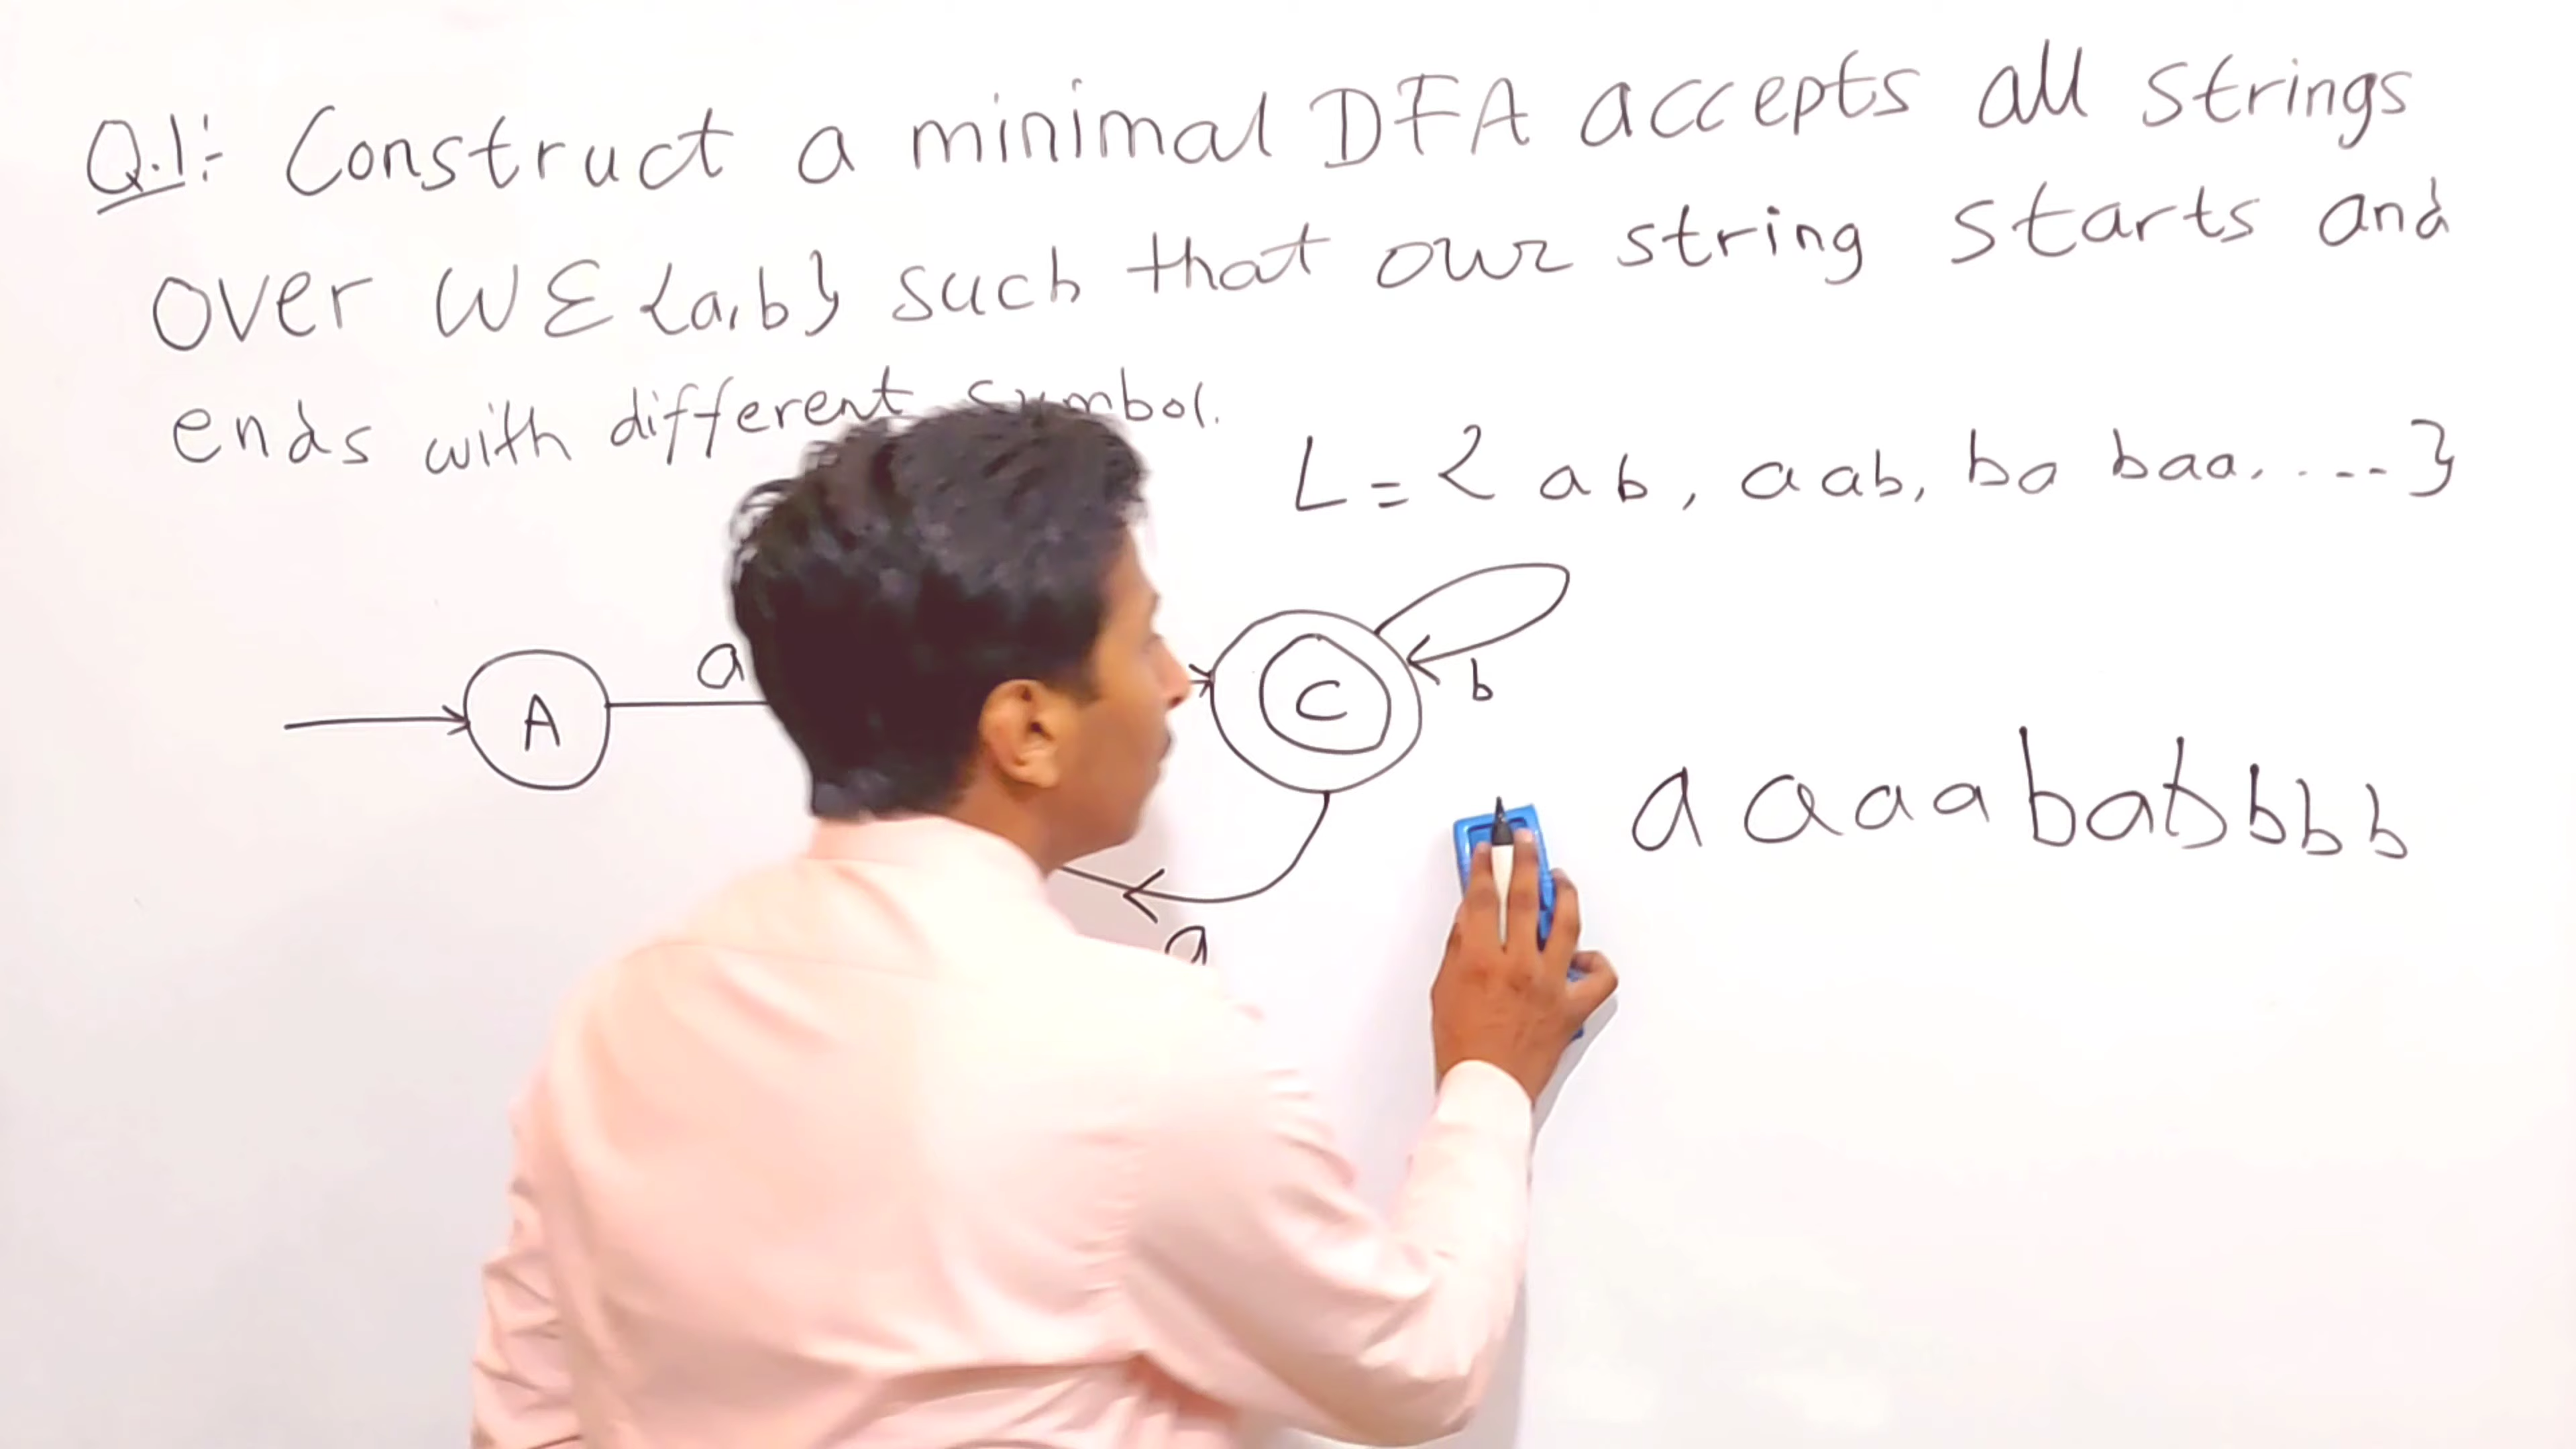 Q.1:- Construct a minimal DFA accepts all strings
over W Ɛ {a,b} such that our string starts and
ends with different symbol.
L = { ab, aab, ba baa, .... }
a
A
C
b
a a a a b a b b b b
a